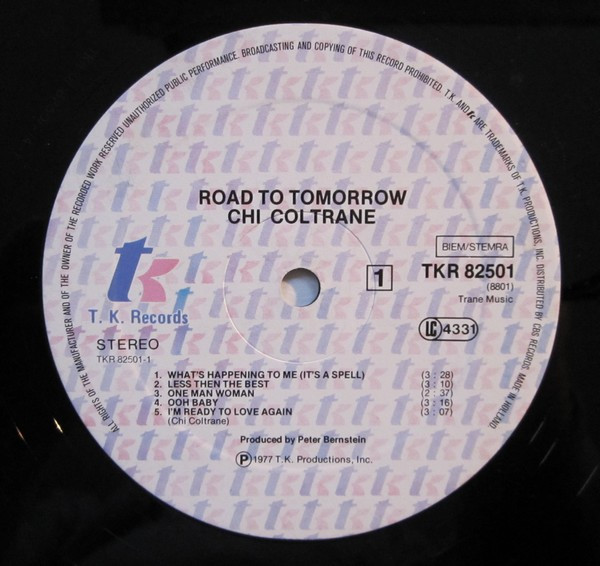 ALL RIGHTS OF THE MANUFACTURER AND OF THE OWNER OF THE RECORDED WORK RESERVED UNAUTHORIZED PUBLIC PERFORMANCE, BROADCASTING AND COPYING OF THIS RECORD PROHIBITED. T.K. AND tk ARE TRADEMARKS OF T.K. PRODUCTIONS, INC. DISTRIBUTED BY CBS RECORDS. MADE IN HOLLAND
ROAD TO TOMORROW
CHI COLTRANE
BIEM/STEMRA
1
TKR 82501
(8801)
Trane Music
tk
T. K. Records
LC 4331
STEREO
TKR 82501-1
1. WHAT'S HAPPENING TO ME (IT'S A SPELL) (3 : 28)
2. LESS THEN THE BEST (3 : 10)
3. ONE MAN WOMAN (2 : 37)
4. OOH BABY (3 : 16)
5. I'M READY TO LOVE AGAIN (3 : 07)
(Chi Coltrane)
Produced by Peter Bernstein
Ⓟ 1977 T. K. Productions, Inc.